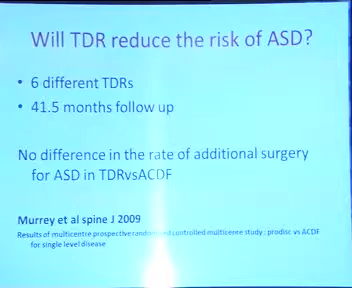 Will TDR reduce the risk of ASD?
• 6 different TDRs
• 41.5 months follow up
No difference in the rate of additional surgery
for ASD in TDRvsACDF
Murrey et al spine J 2009
Results of multicentre prospective controlled multicentre study : prodisc vs ACDF
for single level disease